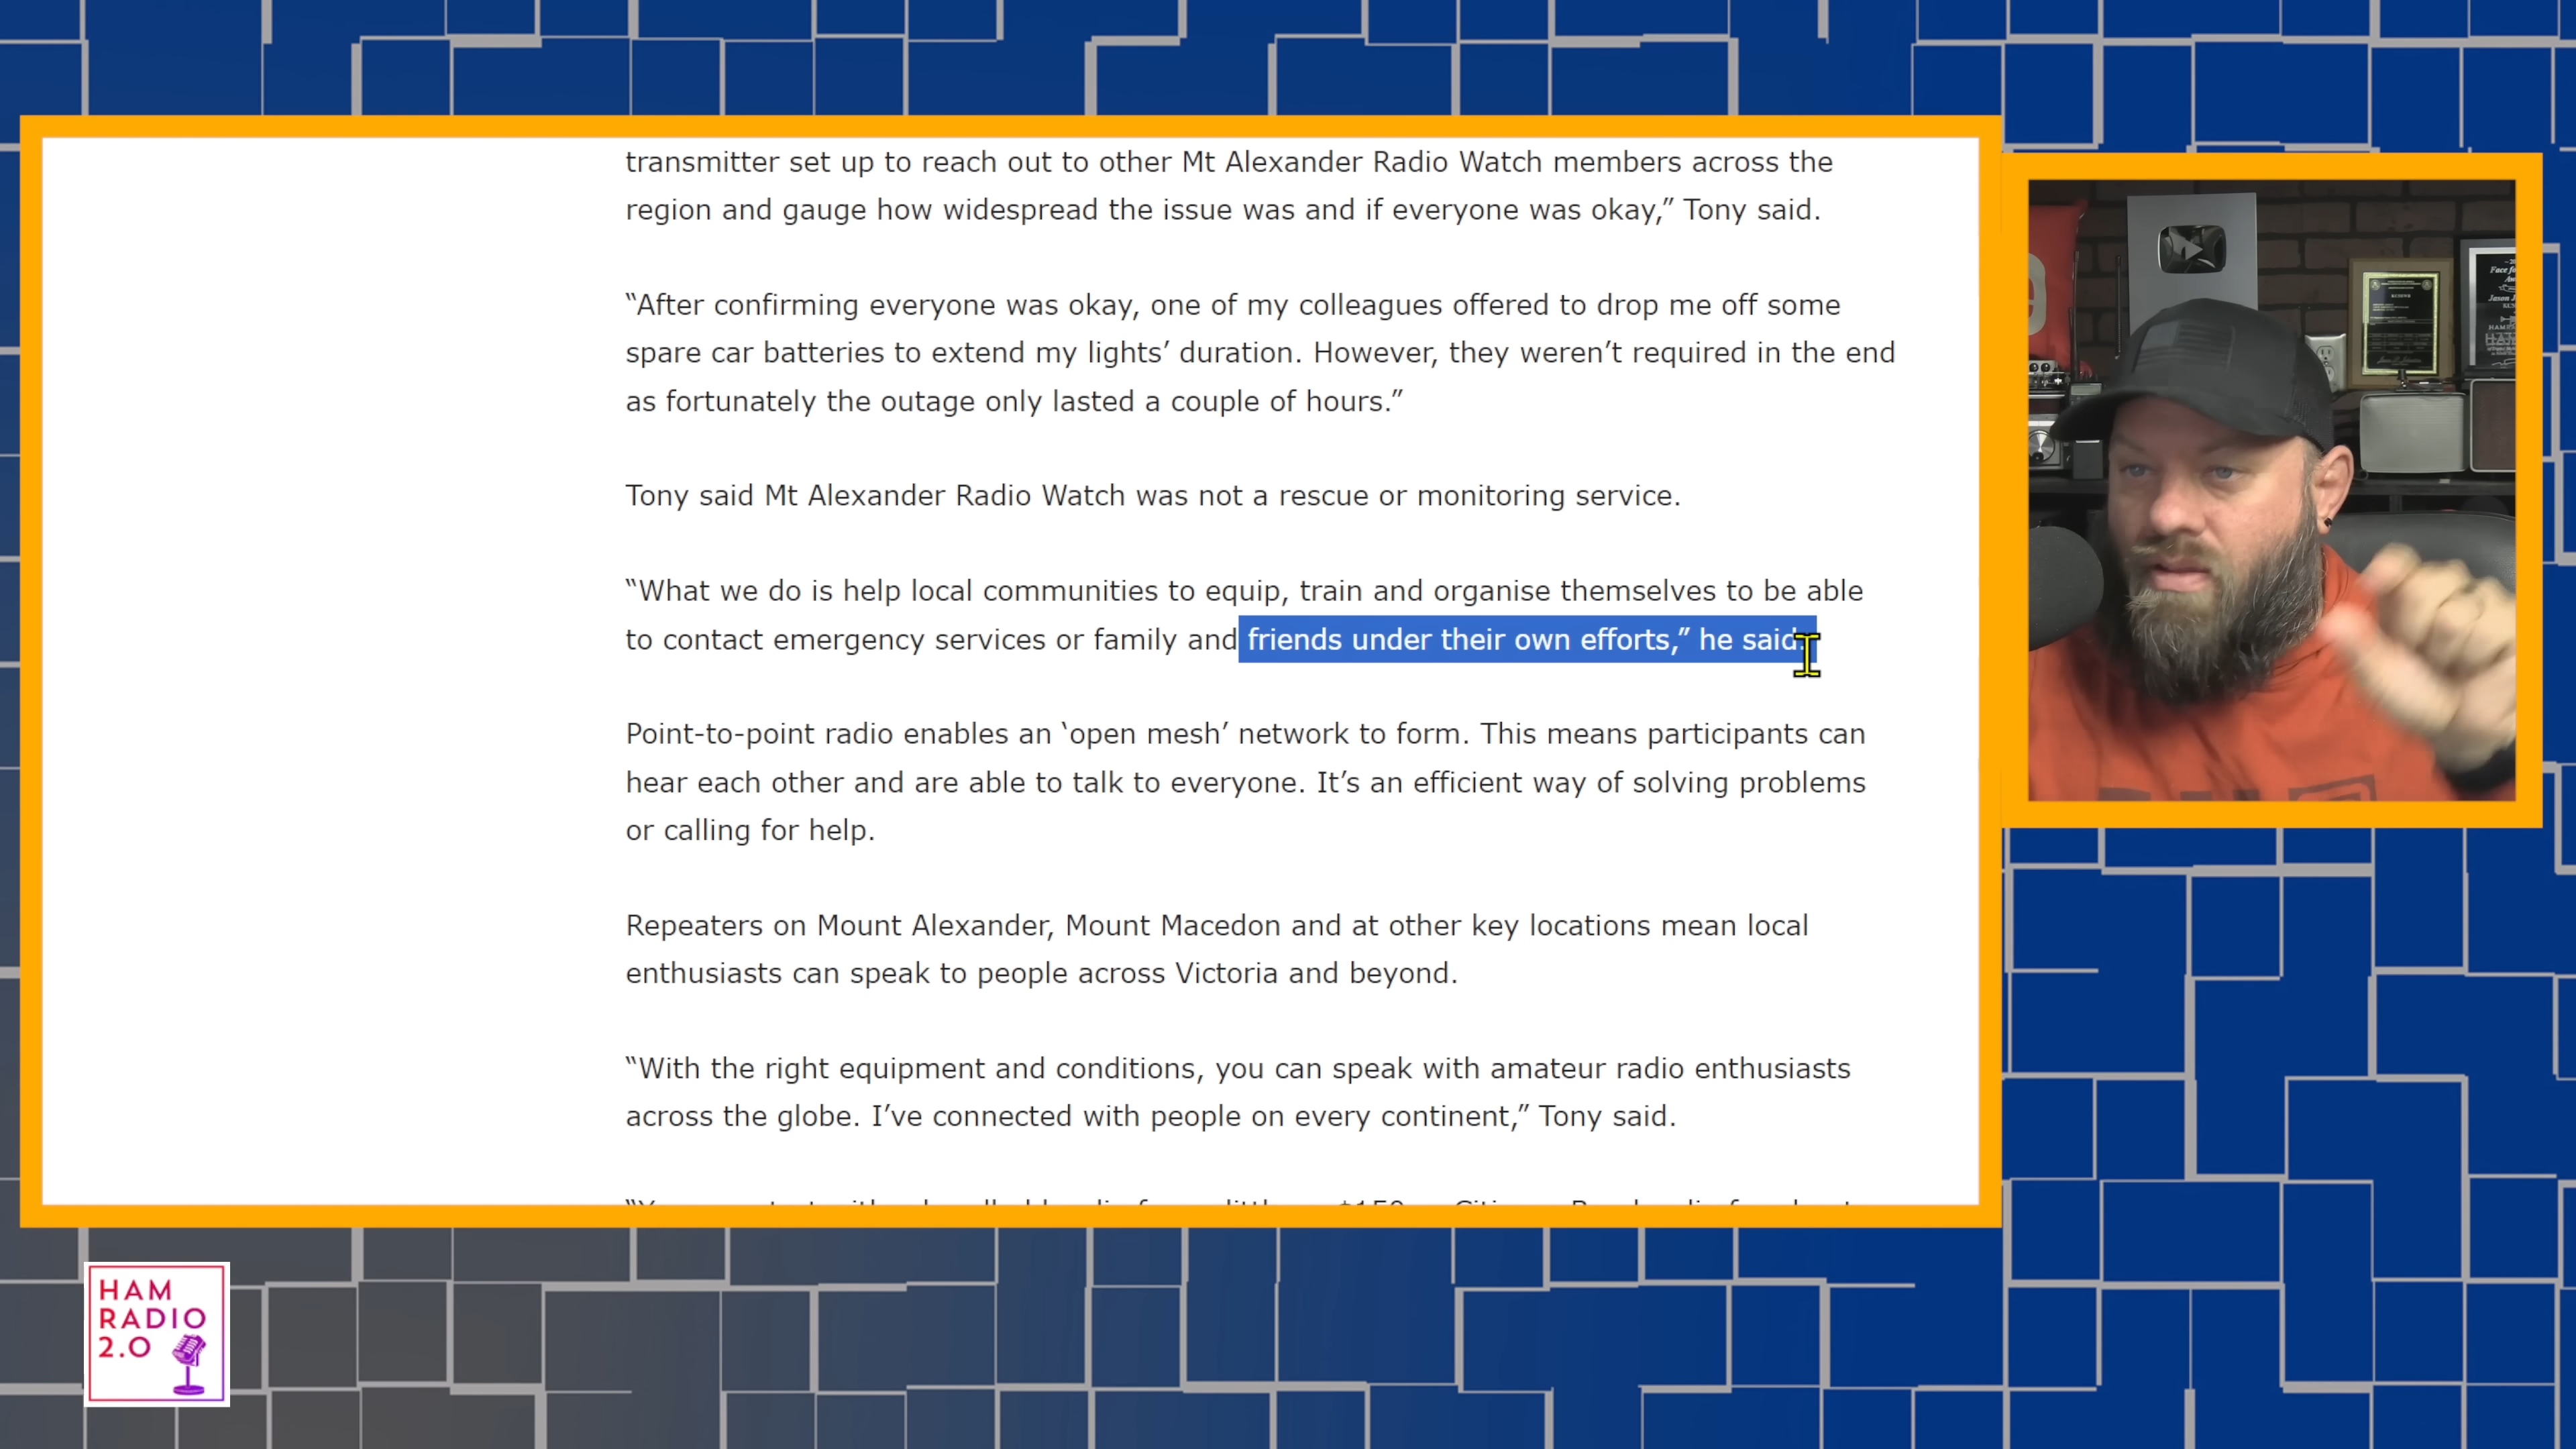 transmitter set up to reach out to other Mt Alexander Radio Watch members across the
region and gauge how widespread the issue was and if everyone was okay,” Tony said.
“After confirming everyone was okay, one of my colleagues offered to drop me off some
spare car batteries to extend my lights’ duration. However, they weren’t required in the end
as fortunately the outage only lasted a couple of hours.”
Tony said Mt Alexander Radio Watch was not a rescue or monitoring service.
“What we do is help local communities to equip, train and organise themselves to be able
to contact emergency services or family and friends under their own efforts,” he said.
Point-to-point radio enables an ‘open mesh’ network to form. This means participants can
hear each other and are able to talk to everyone. It’s an efficient way of solving problems
or calling for help.
Repeaters on Mount Alexander, Mount Macedon and at other key locations mean local
enthusiasts can speak to people across Victoria and beyond.
“With the right equipment and conditions, you can speak with amateur radio enthusiasts
across the globe. I’ve connected with people on every continent,” Tony said.
HAM
RADIO
2.0